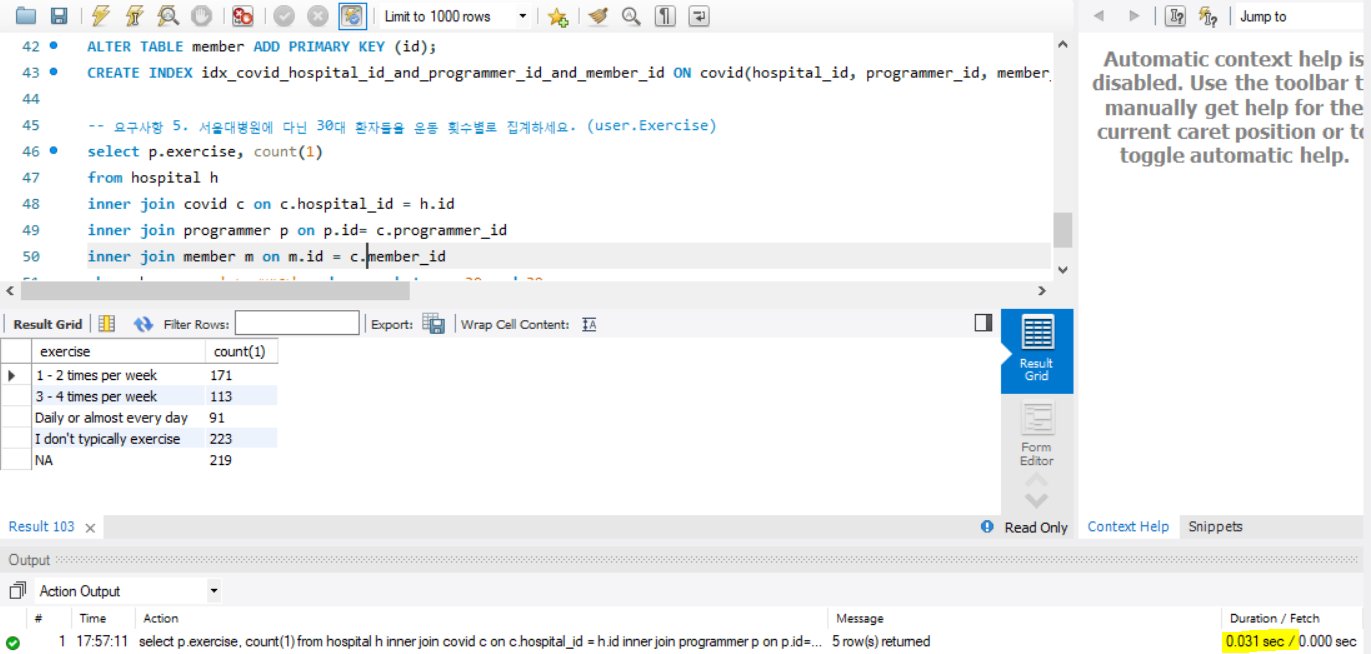 Limit to 1000 rows
Jump to
42 ALTER TABLE member ADD PRIMARY KEY (id);
43 CREATE INDEX idx_covid_hospital_id_and_programmer_id_and_member_id ON covid(hospital_id, programmer_id, member_
44
45 -- 요구사항 5. 서울대병원에 다닌 30대 환자들을 운동 횟수별로 집계하세요. (user.Exercise)
46 select p.exercise, count(1)
47 from hospital h
48 inner join covid c on c.hospital_id = h.id
49 inner join programmer p on p.id= c.programmer_id
50 inner join member m on m.id = c.member_id
Automatic context help is
disabled. Use the toolbar t
manually get help for the
current caret position or to
toggle automatic help.
Result Grid Filter Rows: Export: Wrap Cell Content: IA
exercise count(1)
1 - 2 times per week 171
3 - 4 times per week 113
Daily or almost every day 91
I don't typically exercise 223
NA 219
Result
Grid
Form
Editor
Result 103
Read Only
Context Help Snippets
Output
Action Output
# Time Action Message Duration / Fetch
1 17:57:11 select p.exercise, count(1) from hospital h inner join covid c on c.hospital_id = h.id inner join programmer p on p.id=... 5 row(s) returned 0.031 sec / 0.000 sec